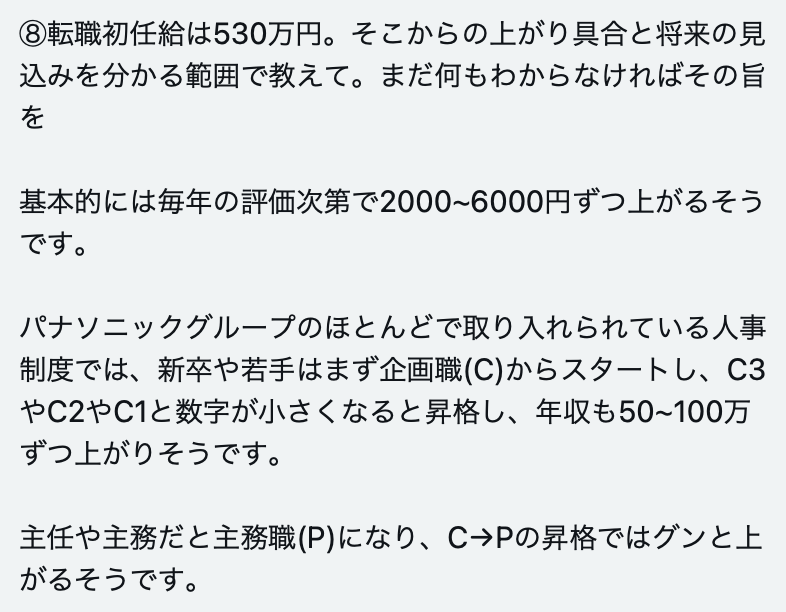 ⑧転職初任給は530万円。そこからの上がり具合と将来の見
込みを分かる範囲で教えて。まだ何もわからなければその旨
を
基本的には毎年の評価次第で2000~6000円ずつ上がるそう
です。
パナソニックグループのほとんどで取り入れられている人事
制度では、新卒や若手はまず企画職(C)からスタートし、C3
やC2やC1と数字が小さくなると昇格し、年収も50~100万
ずつ上がりそうです。
主任や主務だと主務職(P)になり、C→Pの昇格ではグンと上
がるそうです。